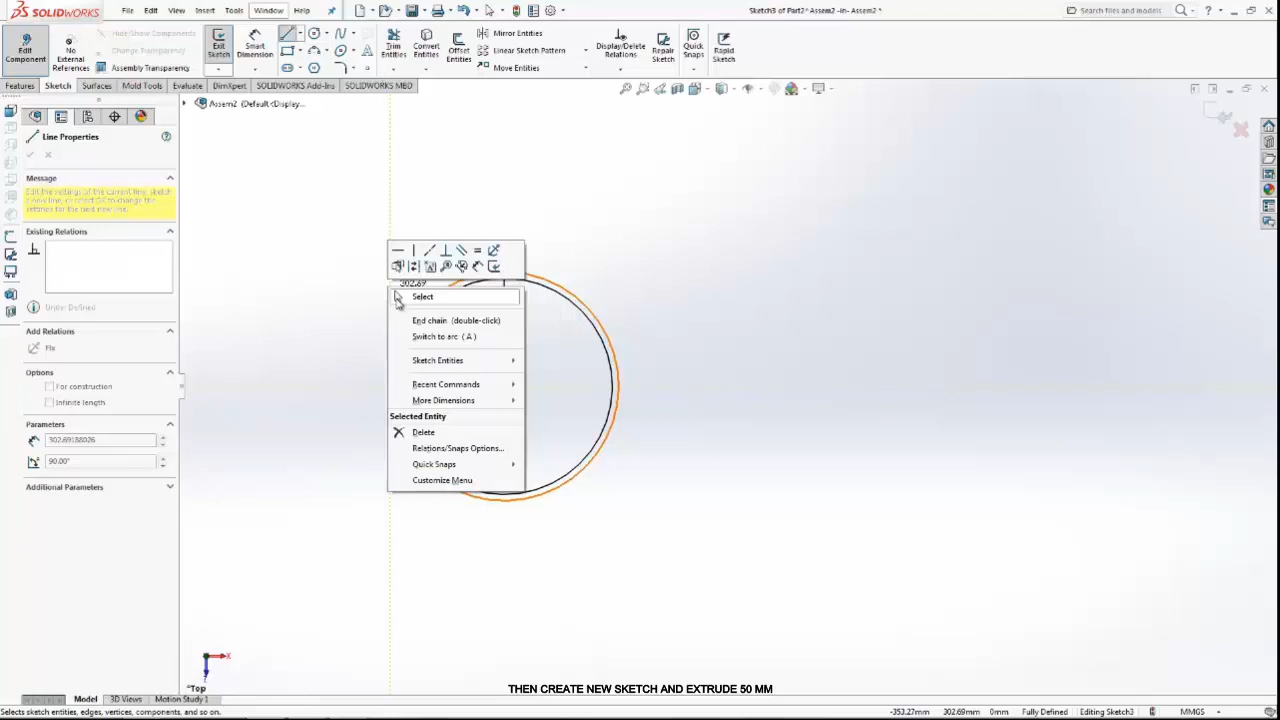 SOLIDWORKS
File
Edit
View
Insert
Tools
Window
Help
Sketch3 of Part2^Assem2 -in- Assem2 *
Search files and models
?
Edit
Component
No
External
References
Hide/Show Components
Change Transparency
Assembly Transparency
Exit
Sketch
Smart
Dimension
Trim
Entities
Convert
Entities
Offset
Entities
Mirror Entities
Linear Sketch Pattern
Move Entities
Display/Delete
Relations
Repair
Sketch
Quick
Snaps
Rapid
Sketch
Features
Sketch
Surfaces
Mold Tools
Evaluate
DimXpert
SOLIDWORKS Add-Ins
SOLIDWORKS MBD
Assem2 (Default<Display...
Line Properties
Message
Edit the settings of the current line, sketch
a new line, or select OK to change the
settings for the next new line.
Existing Relations
Under Defined
Add Relations
Fix
Options
For construction
Infinite length
Parameters
302.69188026
90.00°
Additional Parameters
302.69
Select
End chain (double-click)
Switch to arc (A)
Sketch Entities
Recent Commands
More Dimensions
Selected Entity
Delete
Relations/Snaps Options...
Quick Snaps
Customize Menu
X
*Top
THEN CREATE NEW SKETCH AND EXTRUDE 50 MM
Model
3D Views
Motion Study 1
Selects sketch entities, edges, vertices, components, and so on.
-353.27mm
302.69mm
0mm
Fully Defined
Editing Sketch3
MMGS